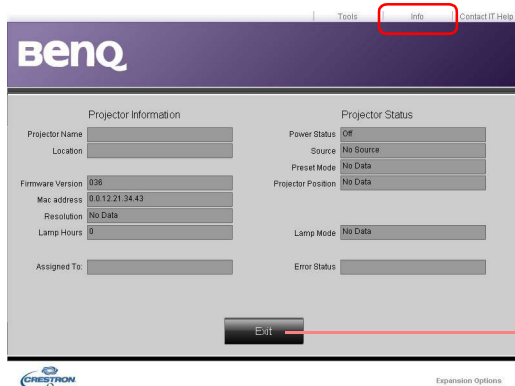 Tools Info Contact IT Help
BenQ
Projector Information
Projector Name
Location
Firmware Version 036
Mac address 0.0.12.21.34.43
Resolution No Data
Lamp Hours 0
Assigned To:
Projector Status
Power Status Off
Source No Source
Preset Mode No Data
Projector Position No Data
Lamp Mode No Data
Error Status
Exit
CRESTRON
Expansion Options